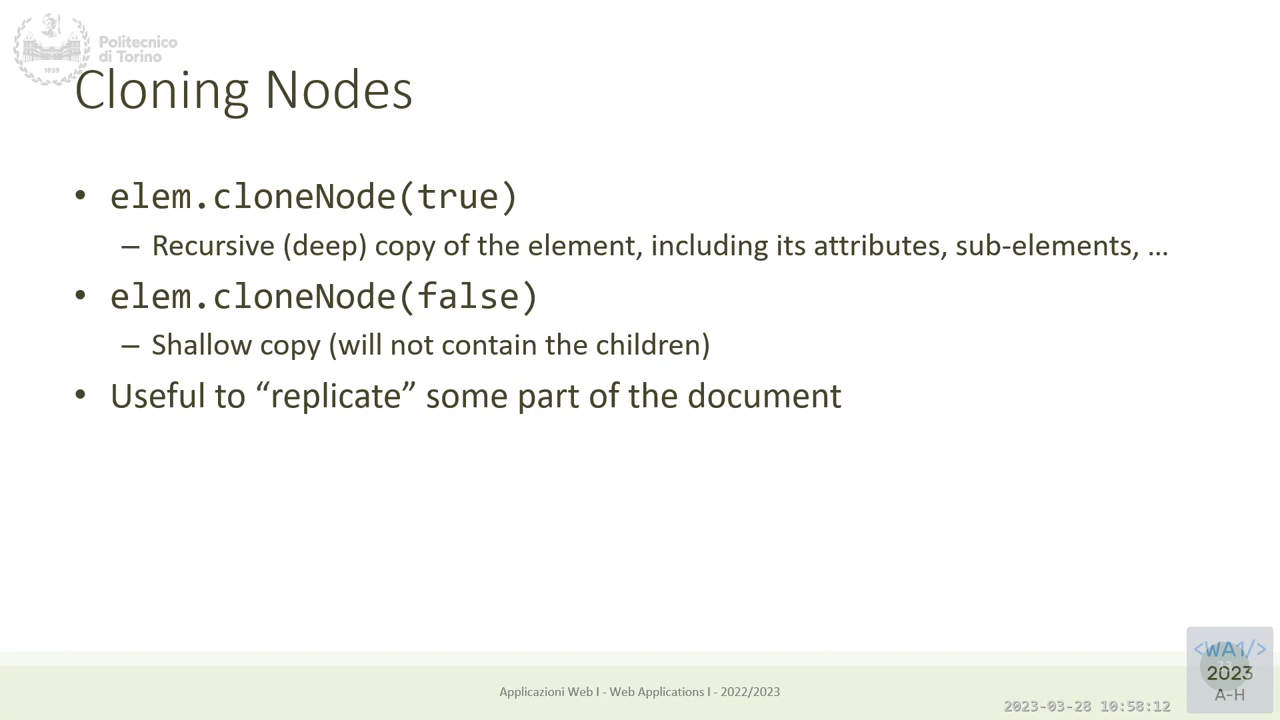 Politecnico
di Torino
1859
Cloning Nodes
• elem.cloneNode(true)
– Recursive (deep) copy of the element, including its attributes, sub-elements, …
• elem.cloneNode(false)
– Shallow copy (will not contain the children)
• Useful to “replicate” some part of the document
<WA1/>
2023
A-H
Applicazioni Web I - Web Applications I - 2022/2023
2023-03-28 10:58:12